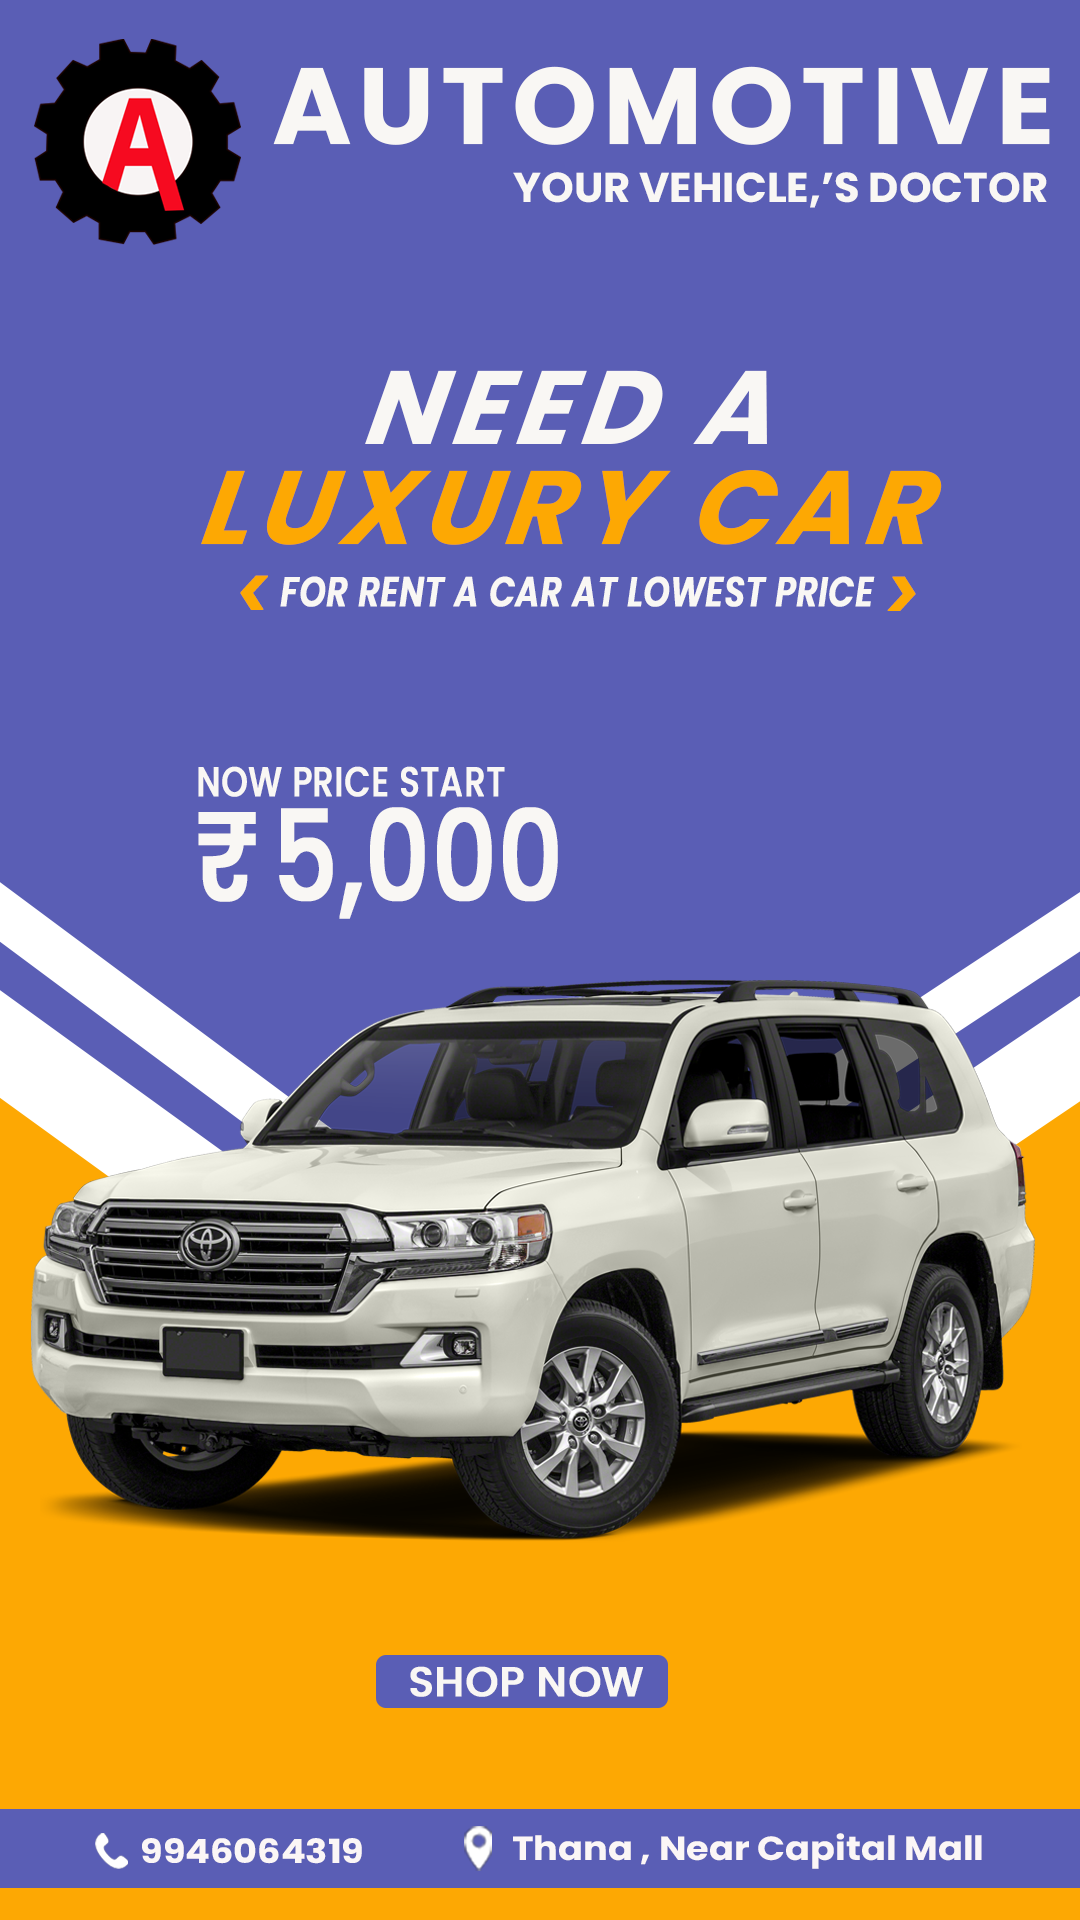 A
AUTOMOTIVE
YOUR VEHICLE,’S DOCTOR
NEED A
LUXURY CAR
FOR RENT A CAR AT LOWEST PRICE
NOW PRICE START
₹ 5,000
SHOP NOW
9946064319
Thana , Near Capital Mall